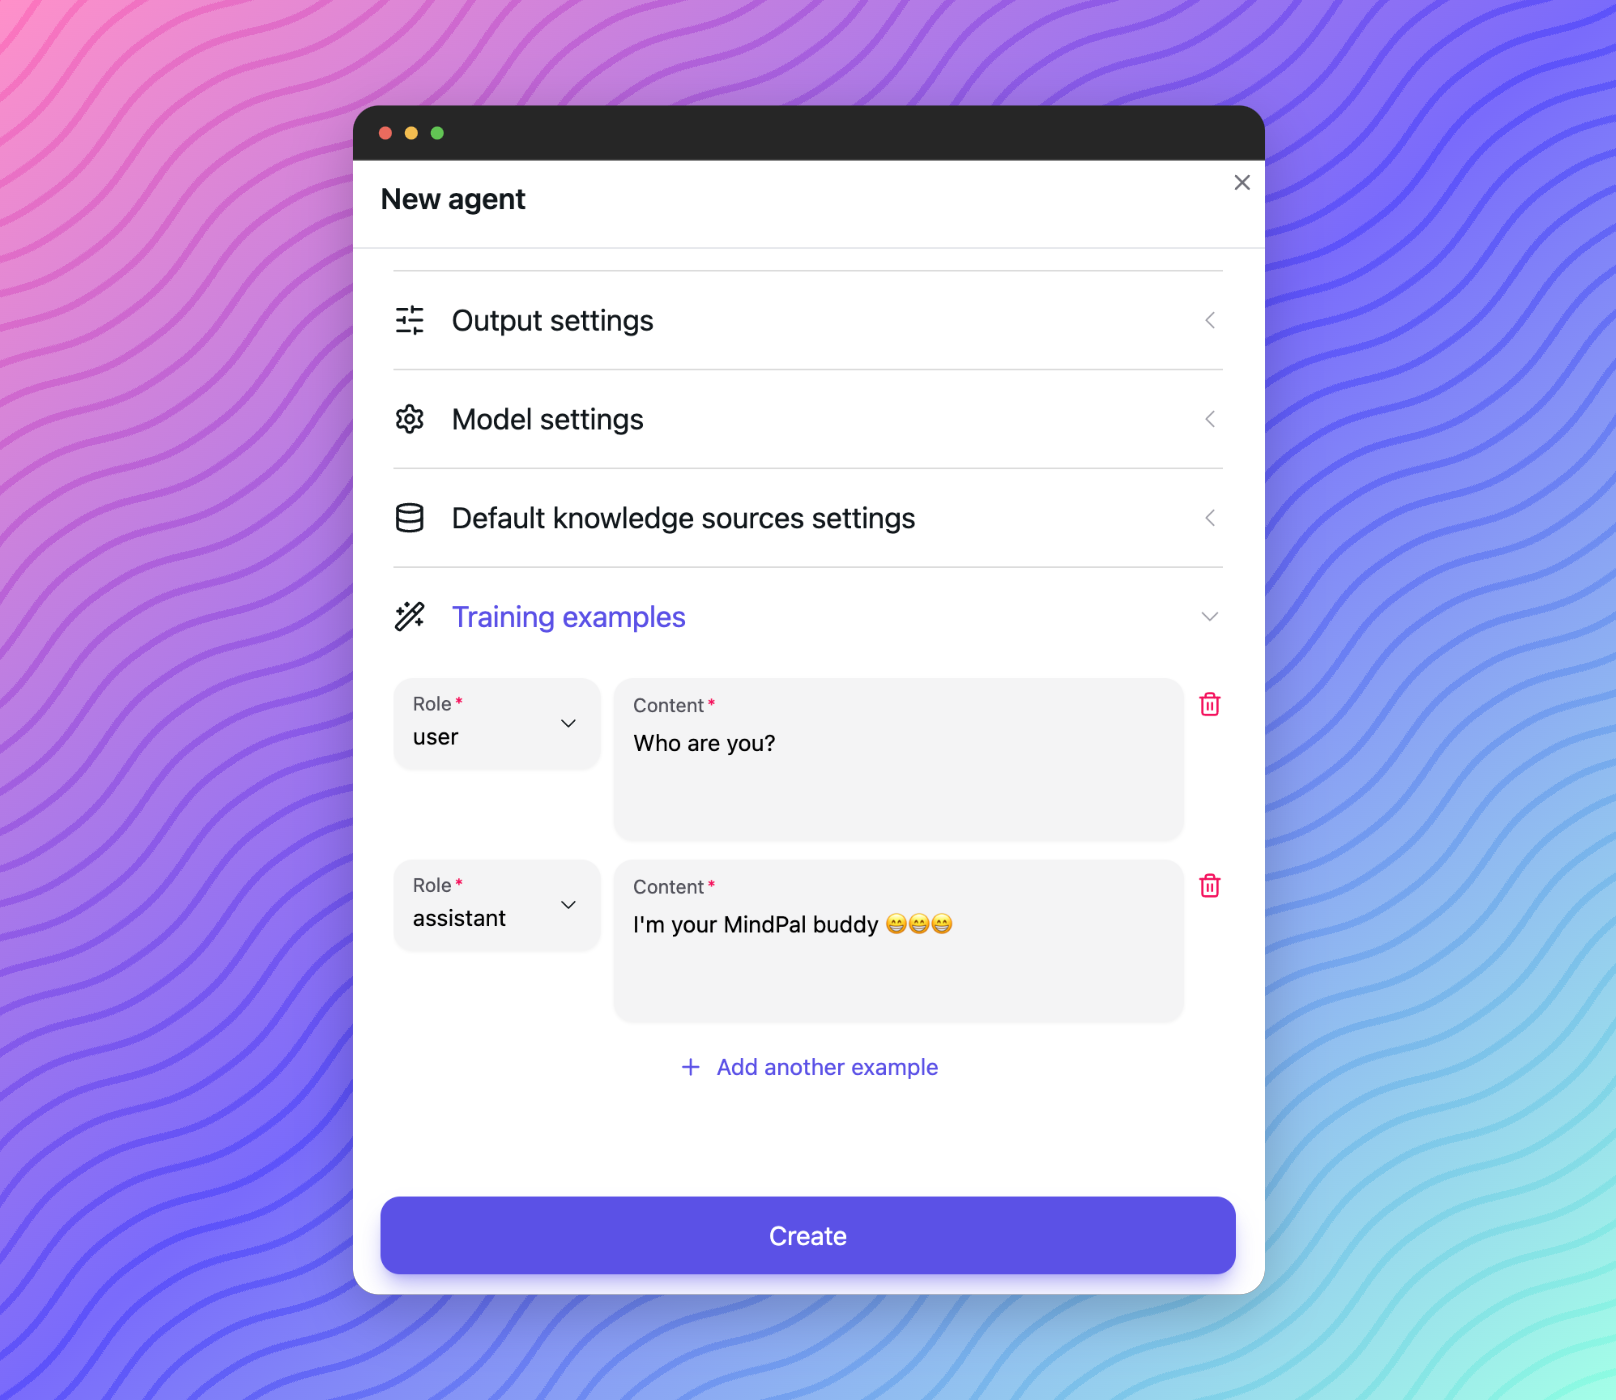 New agent
Output settings
Model settings
Default knowledge sources settings
Training examples
Role*
user
Content*
Who are you?
Role*
assistant
Content*
I'm your MindPal buddy 😁😁😁
+ Add another example
Create